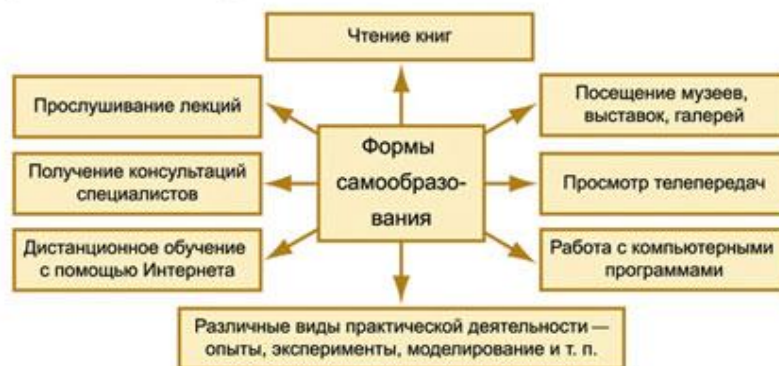 Чтение книг
Прослушивание лекций
Посещение музеев,
выставок, галерей
Формы
самообразо-
вания
Получение консультаций
специалистов
Просмотр телепередач
Дистанционное обучение
с помощью Интернета
Работа с компьютерными
программами
Различные виды практической деятельности —
опыты, эксперименты, моделирование и т. п.